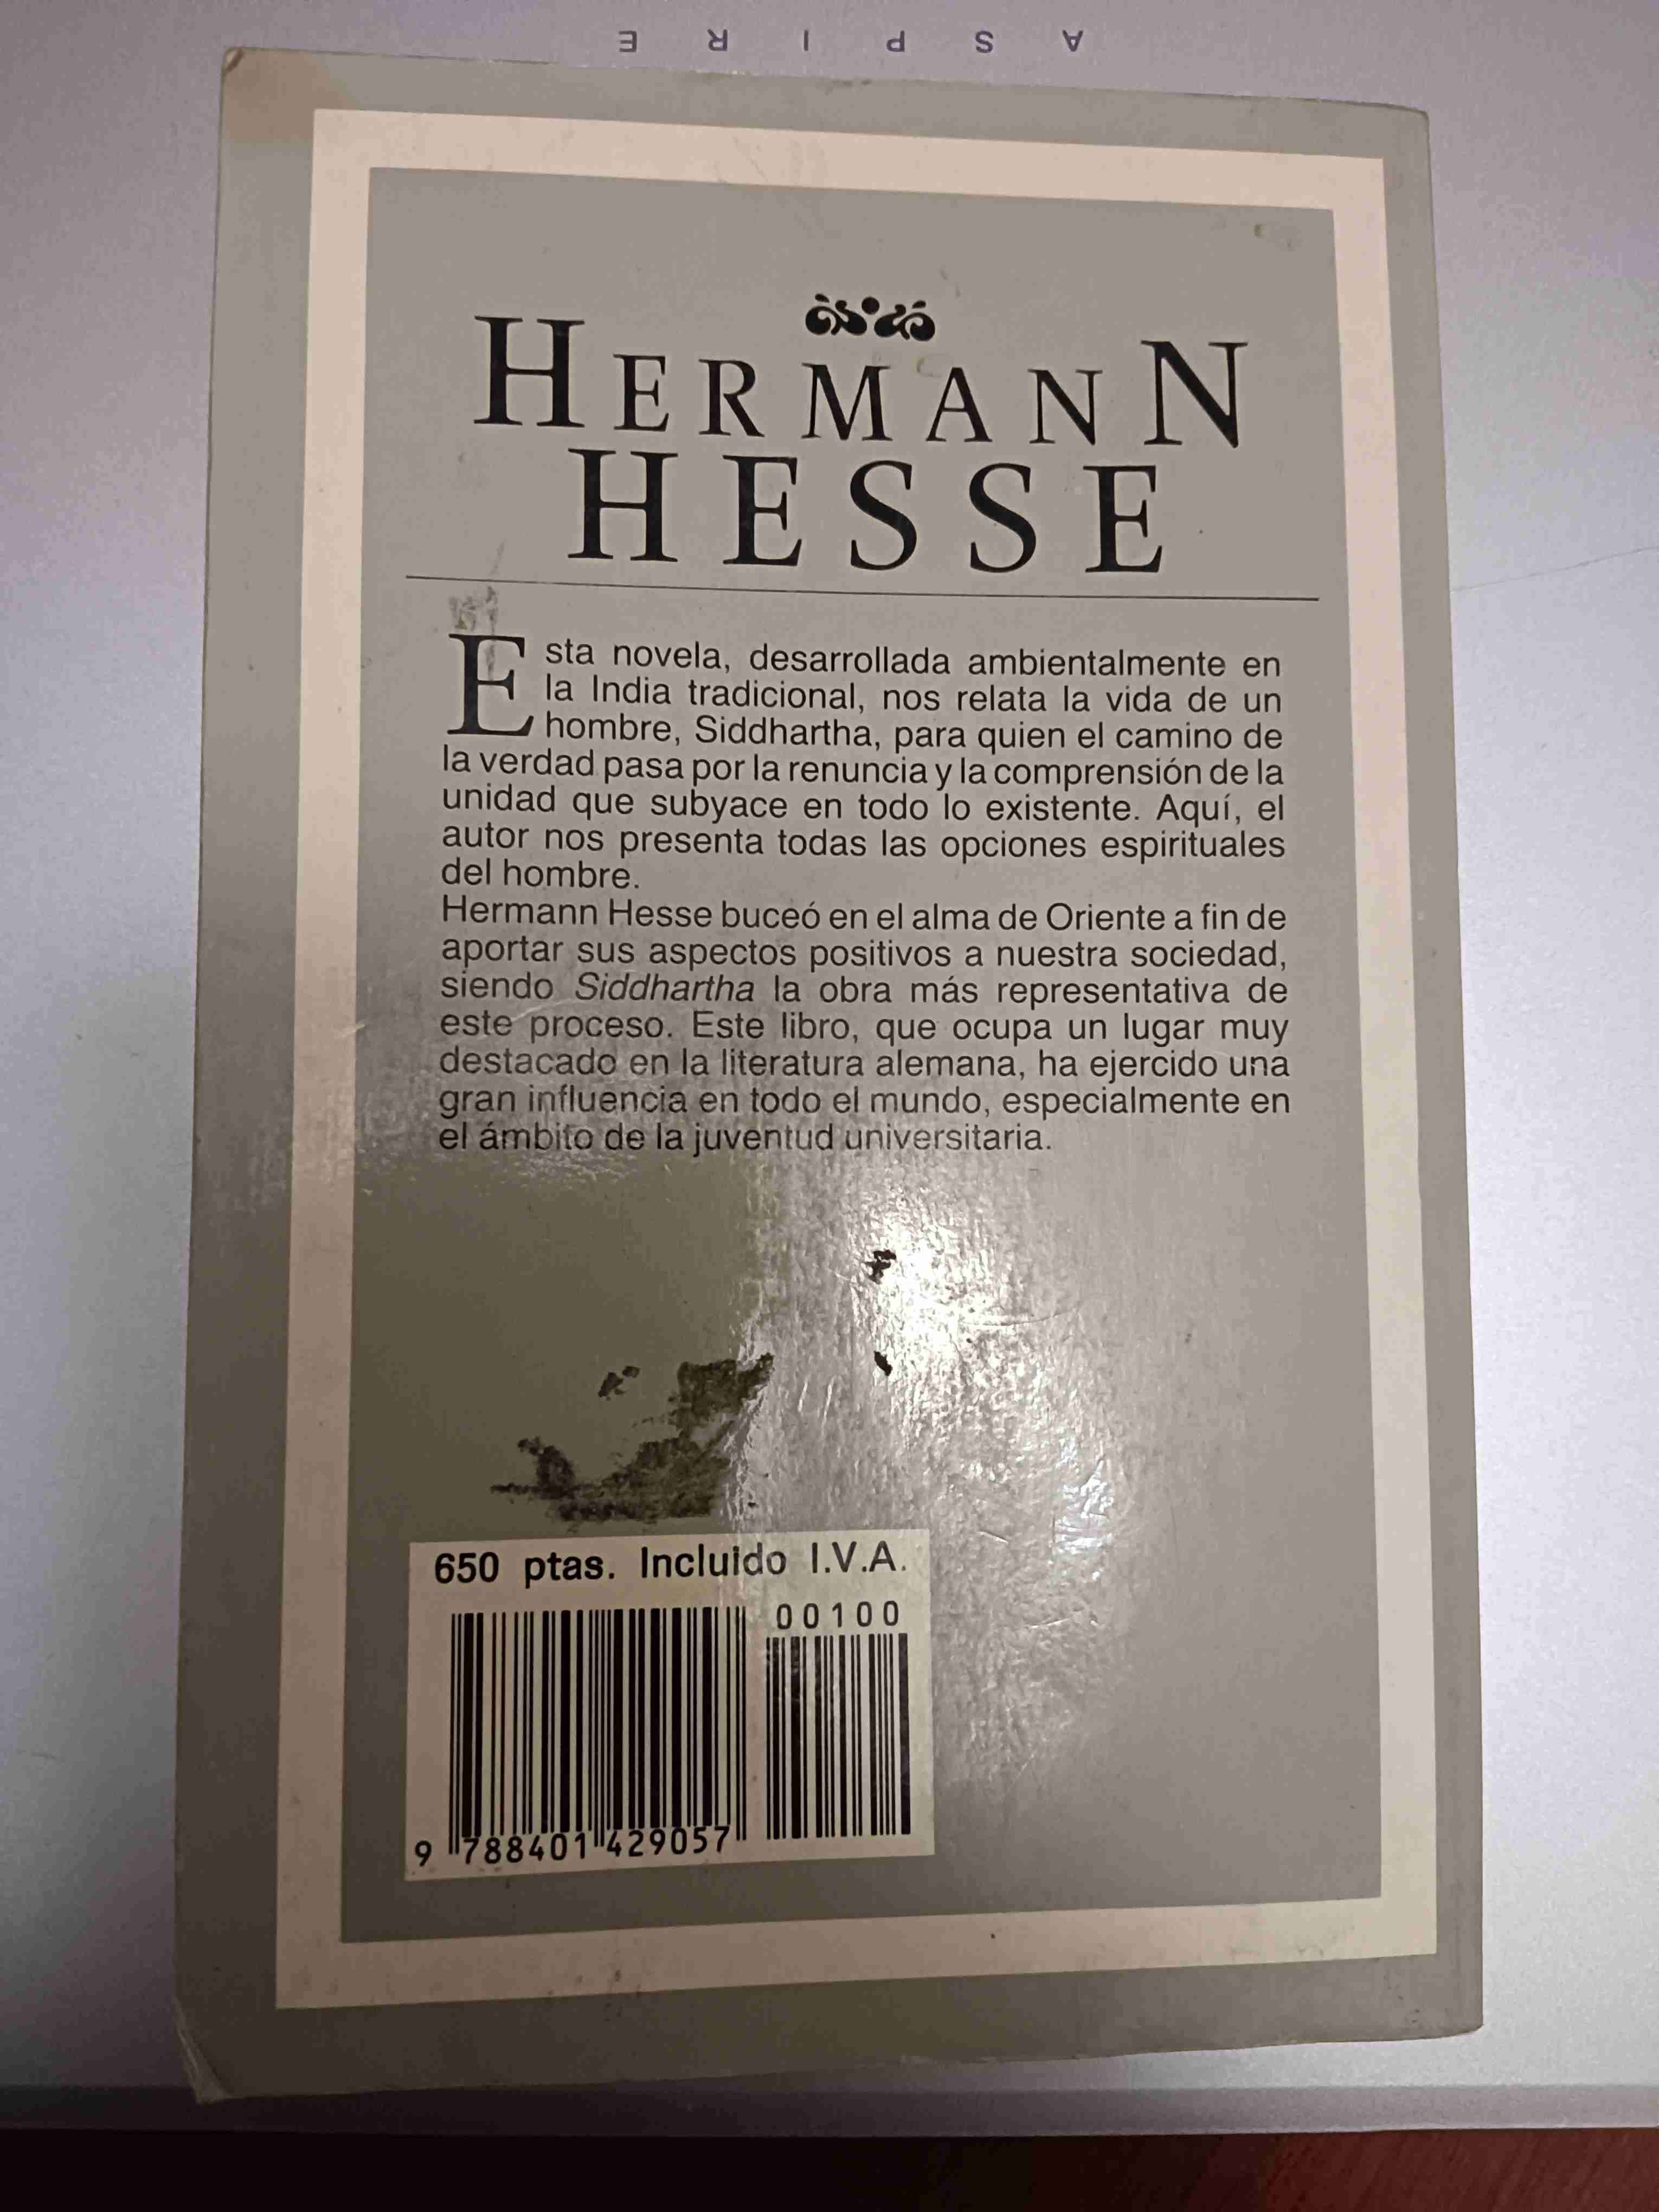 ASPIRE
HERMANN
HESSE
Esta novela, desarrollada ambientalmente en
la India tradicional, nos relata la vida de un
hombre, Siddhartha, para quien el camino de
la verdad pasa por la renuncia y la comprensión de la
unidad que subyace en todo lo existente. Aquí, el
autor nos presenta todas las opciones espirituales
del hombre.
Hermann Hesse buceó en el alma de Oriente a fin de
aportar sus aspectos positivos a nuestra sociedad,
siendo Siddhartha la obra más representativa de
este proceso. Este libro, que ocupa un lugar muy
destacado en la literatura alemana, ha ejercido una
gran influencia en todo el mundo, especialmente en
el ámbito de la juventud universitaria.
650 ptas. Incluido I.V.A.
00100
9 788401 429057